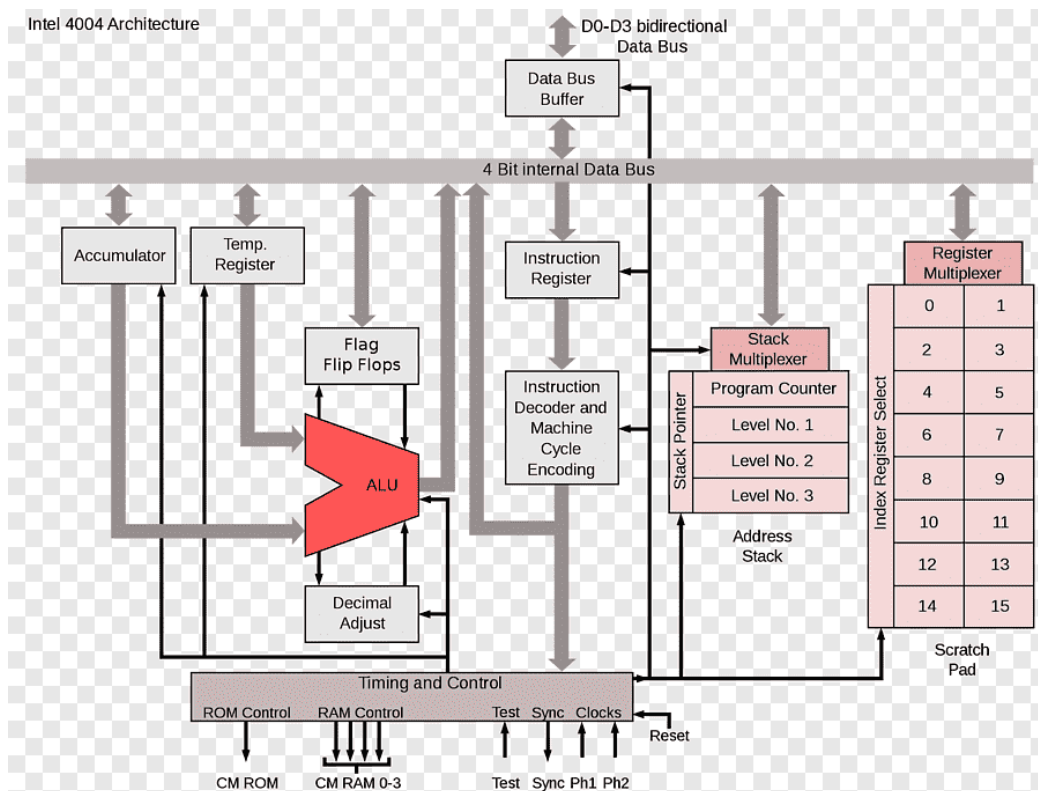 Intel 4004 Architecture
D0-D3 bidirectional
Data Bus
Data Bus
Buffer
4 Bit internal Data Bus
Accumulator
Temp.
Register
Instruction
Register
Register
Multiplexer
Flag
Flip Flops
Stack
Multiplexer
Instruction
Decoder and
Machine
Cycle
Encoding
Stack Pointer
Program Counter
Level No. 1
Level No. 2
Level No. 3
Address
Stack
Index Register Select
0 1
2 3
4 5
6 7
8 9
10 11
12 13
14 15
Scratch
Pad
ALU
Decimal
Adjust
Timing and Control
ROM Control RAM Control Test Sync Clocks
Reset
CM ROM CM RAM 0-3 Test Sync Ph1 Ph2